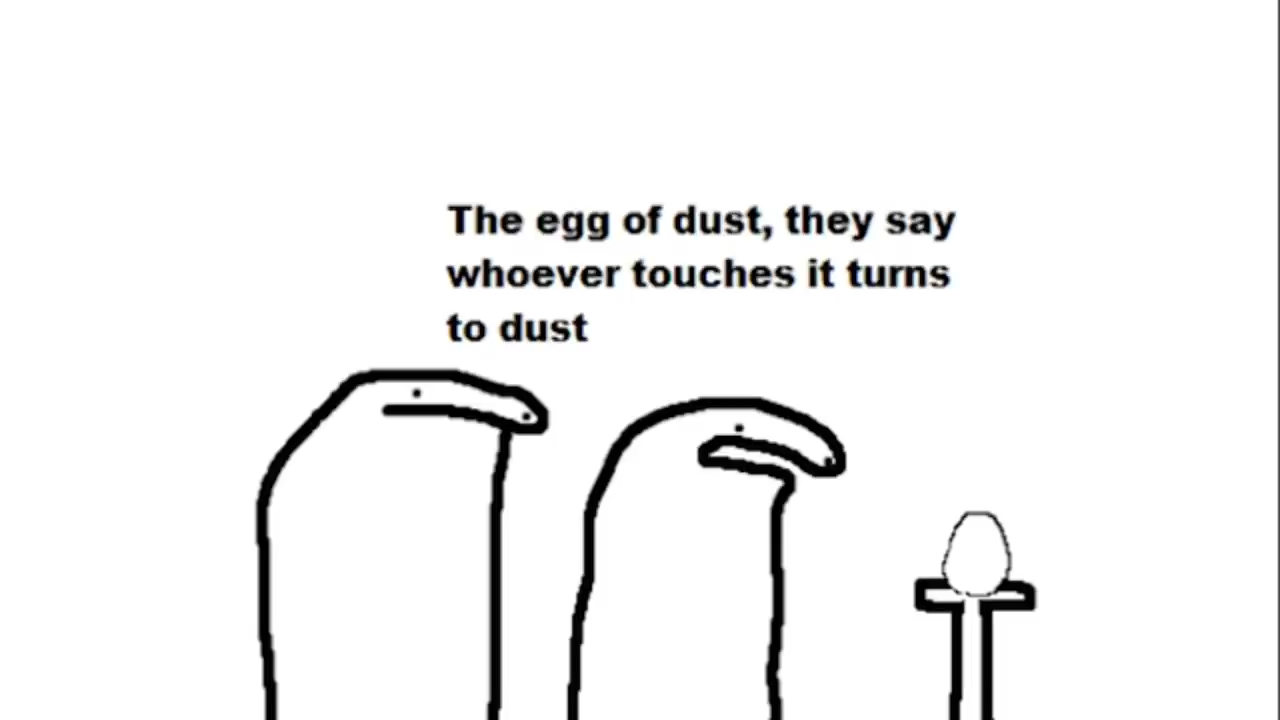 The egg of dust, they say
whoever touches it turns
to dust